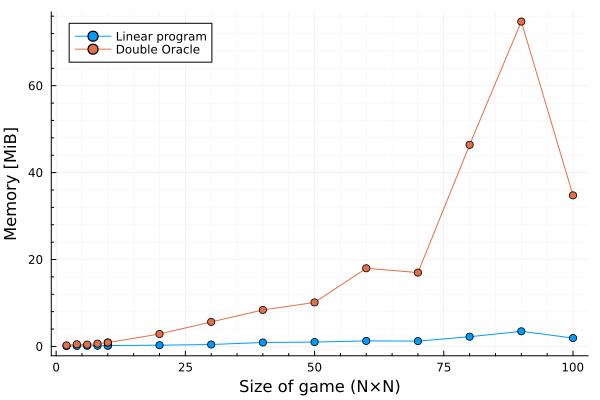 Linear program
Double Oracle
Memory [MiB]
60
40
20
0
0 25 50 75 100
Size of game (N×N)